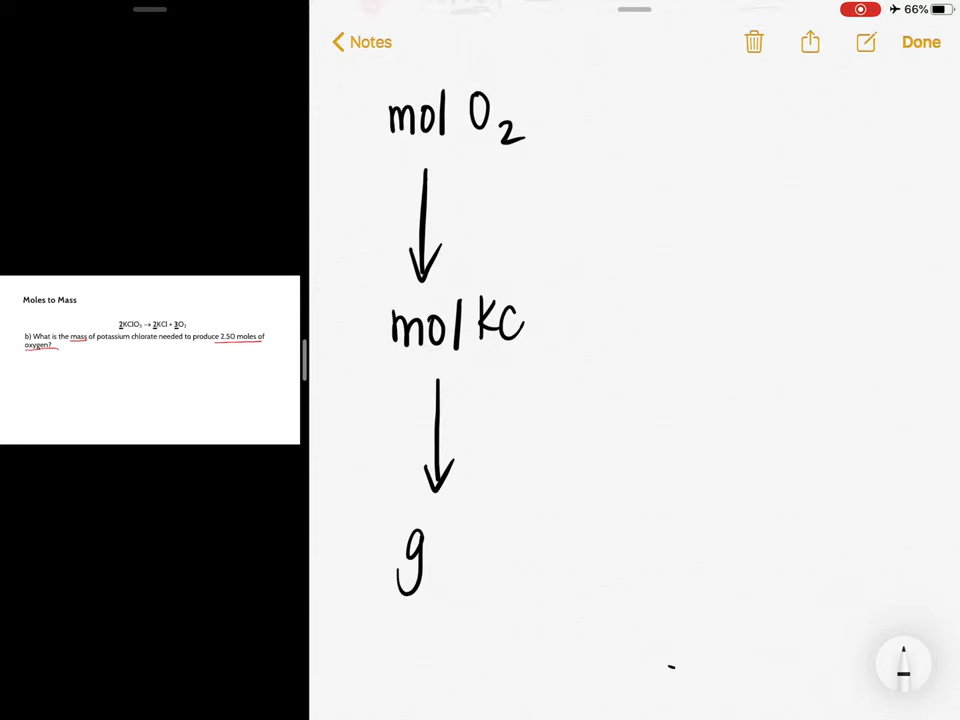 66%
Notes
Done
mol O₂
mol KC
g
Moles to Mass
2KClO₃ → 2KCl + 3O₂
b) What is the mass of potassium chlorate needed to produce 2.50 moles of
oxygen?